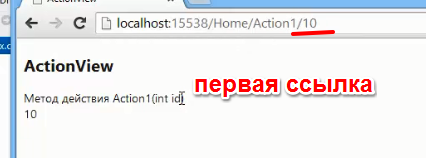 ActionView
localhost:15538/Home/Action1/10
ActionView
первая ссылка
Метод действия Action1(int id)
10